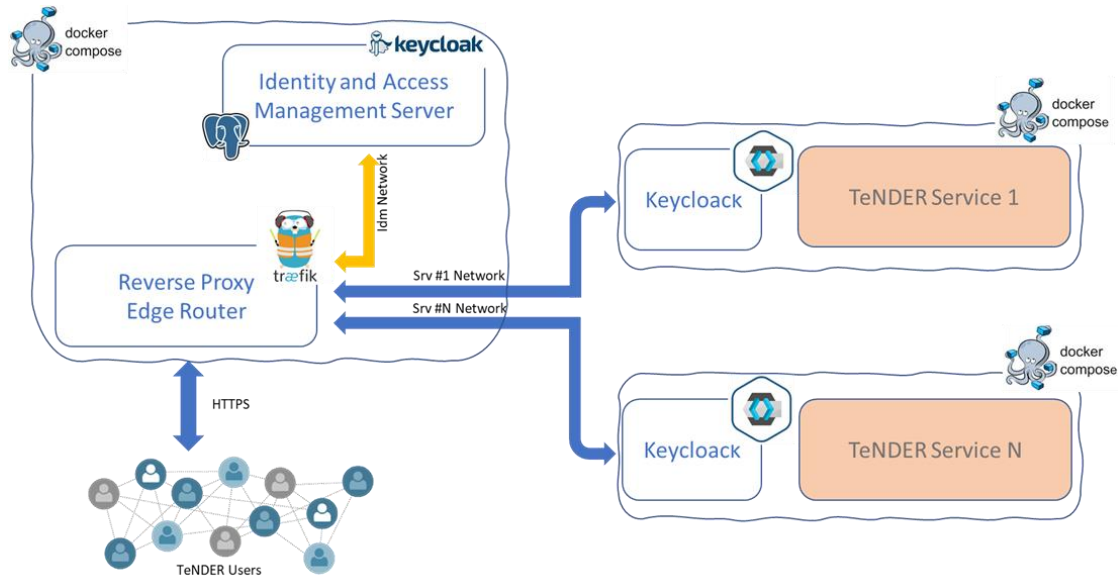 docker
compose
keycloak
Identity and Access
Management Server
Idm Network
træfik
Reverse Proxy
Edge Router
Srv #1 Network
Srv #N Network
HTTPS
TeNDER Users
docker
compose
Keycloack
TeNDER Service 1
docker
compose
Keycloack
TeNDER Service N